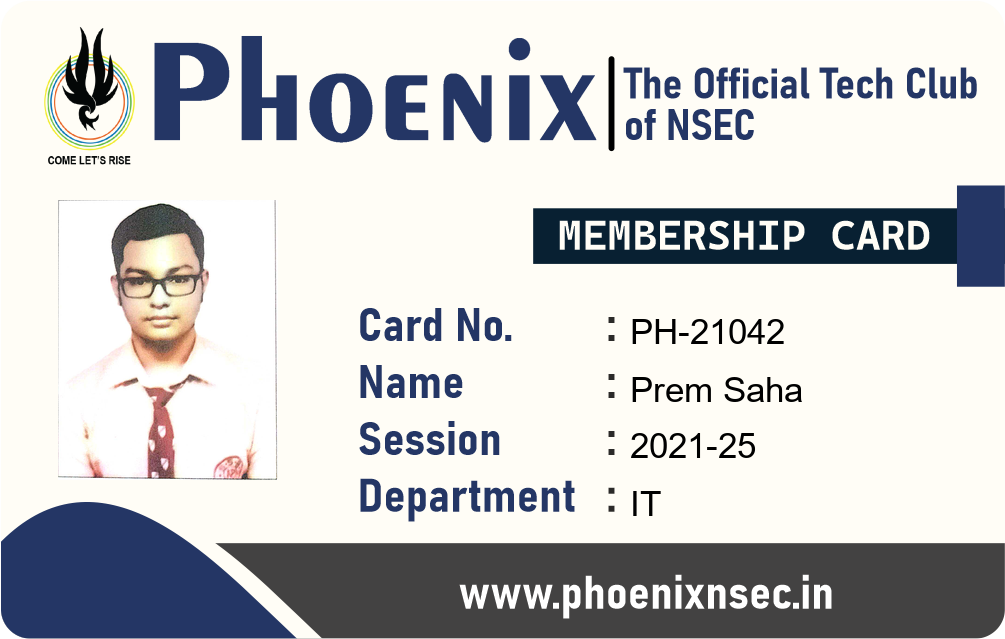 PHOENIX
The Official Tech Club
of NSEC
COME LET'S RISE
MEMBERSHIP CARD
Card No. : PH-21042
Name : Prem Saha
Session : 2021-25
Department : IT
www.phoenixnsec.in